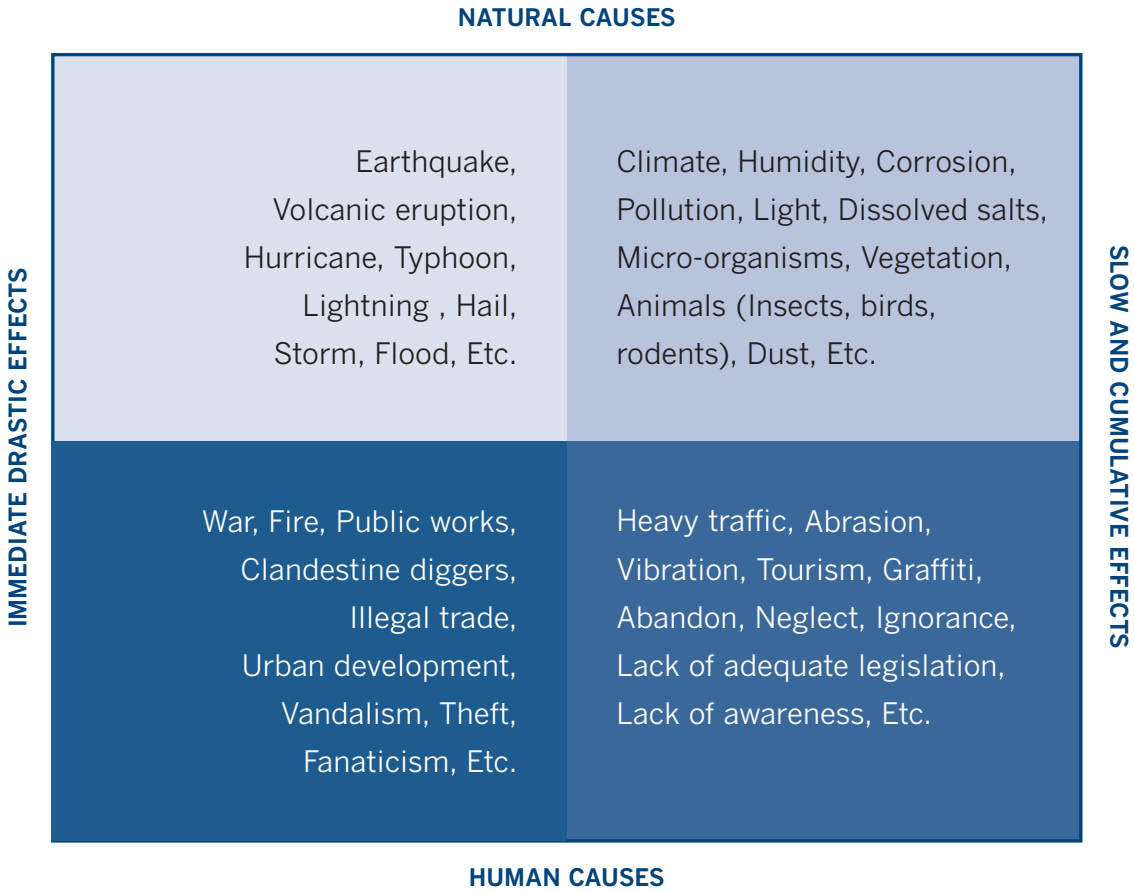 NATURAL CAUSES
IMMEDIATE DRASTIC EFFECTS
Earthquake,
Volcanic eruption,
Hurricane, Typhoon,
Lightning , Hail,
Storm, Flood, Etc.
Climate, Humidity, Corrosion,
Pollution, Light, Dissolved salts,
Micro-organisms, Vegetation,
Animals (Insects, birds,
rodents), Dust, Etc.
SLOW AND CUMULATIVE EFFECTS
War, Fire, Public works,
Clandestine diggers,
Illegal trade,
Urban development,
Vandalism, Theft,
Fanaticism, Etc.
Heavy traffic, Abrasion,
Vibration, Tourism, Graffiti,
Abandon, Neglect, Ignorance,
Lack of adequate legislation,
Lack of awareness, Etc.
HUMAN CAUSES